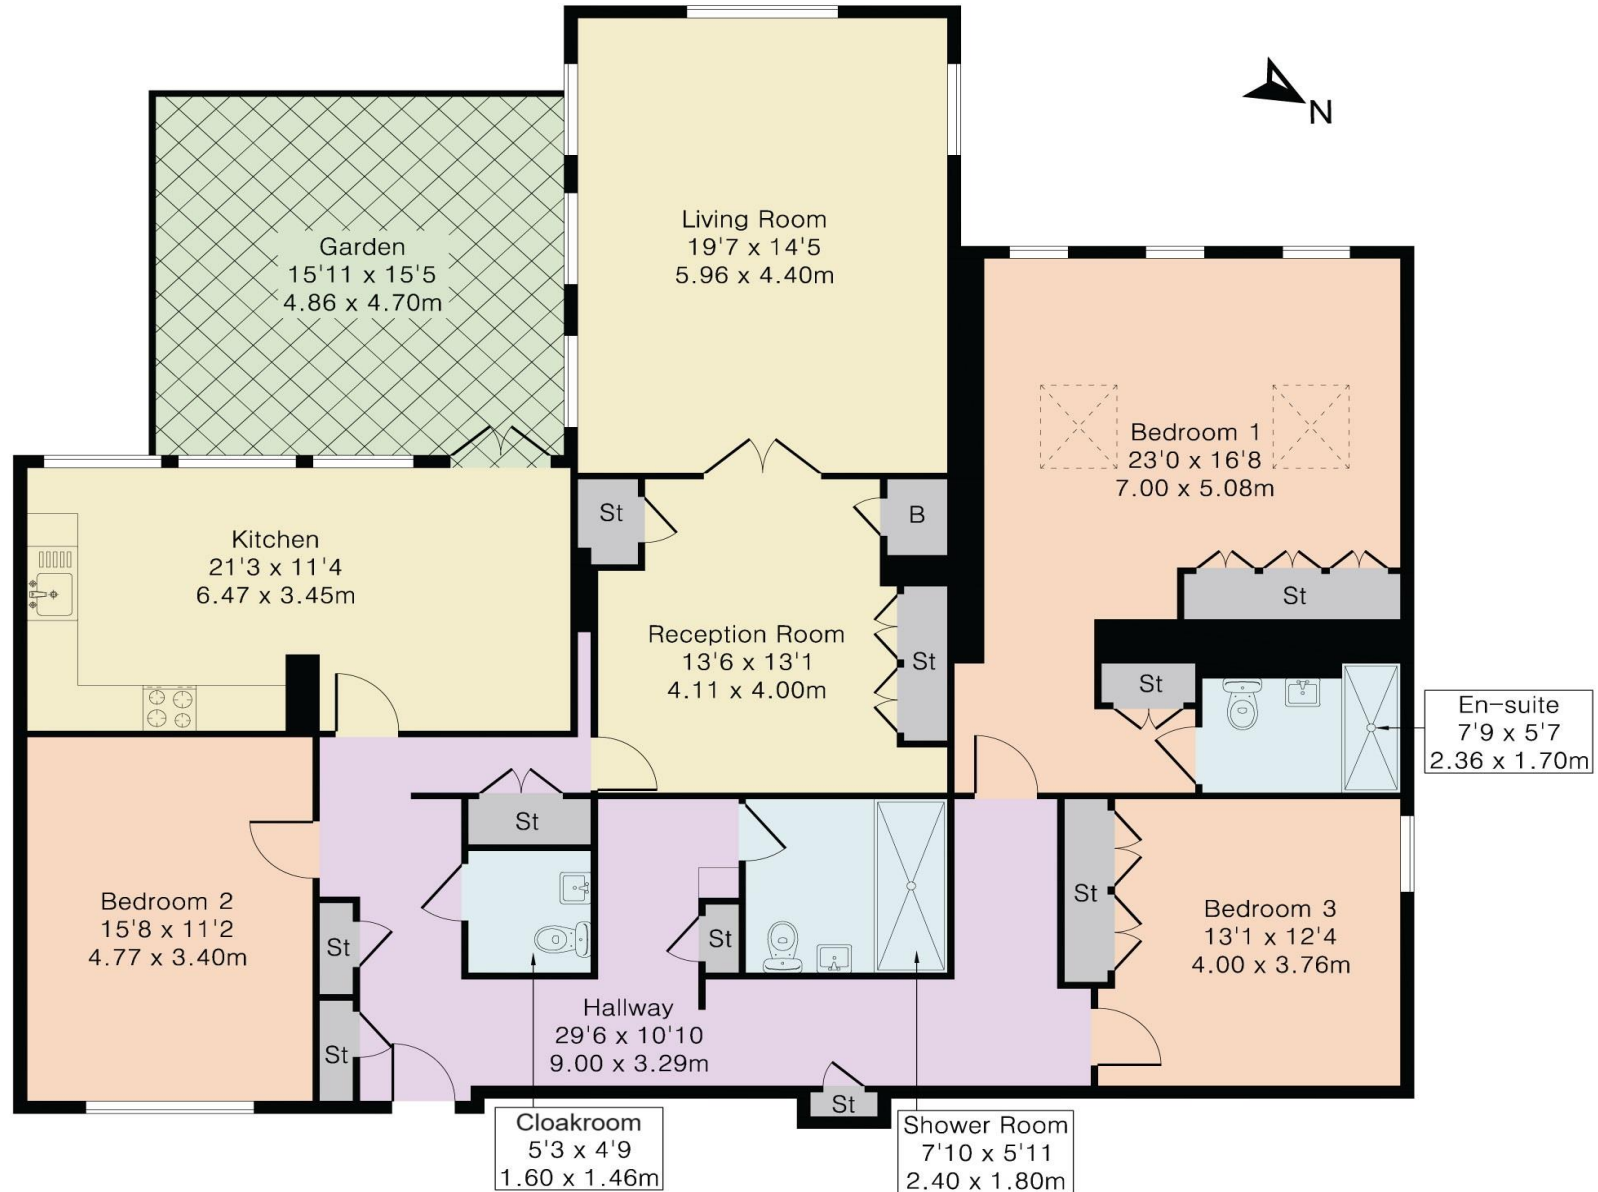 N
Living Room
19'7 x 14'5
5.96 x 4.40m
Garden
15'11 x 15'5
4.86 x 4.70m
Bedroom 1
23'0 x 16'8
7.00 x 5.08m
St
B
Kitchen
21'3 x 11'4
6.47 x 3.45m
St
Reception Room
13'6 x 13'1
4.11 x 4.00m
St
St
En-suite
7'9 x 5'7
2.36 x 1.70m
St
Bedroom 2
15'8 x 11'2
4.77 x 3.40m
St
St
St
St
Bedroom 3
13'1 x 12'4
4.00 x 3.76m
Hallway
29'6 x 10'10
9.00 x 3.29m
St
St
Cloakroom
5'3 x 4'9
1.60 x 1.46m
Shower Room
7'10 x 5'11
2.40 x 1.80m